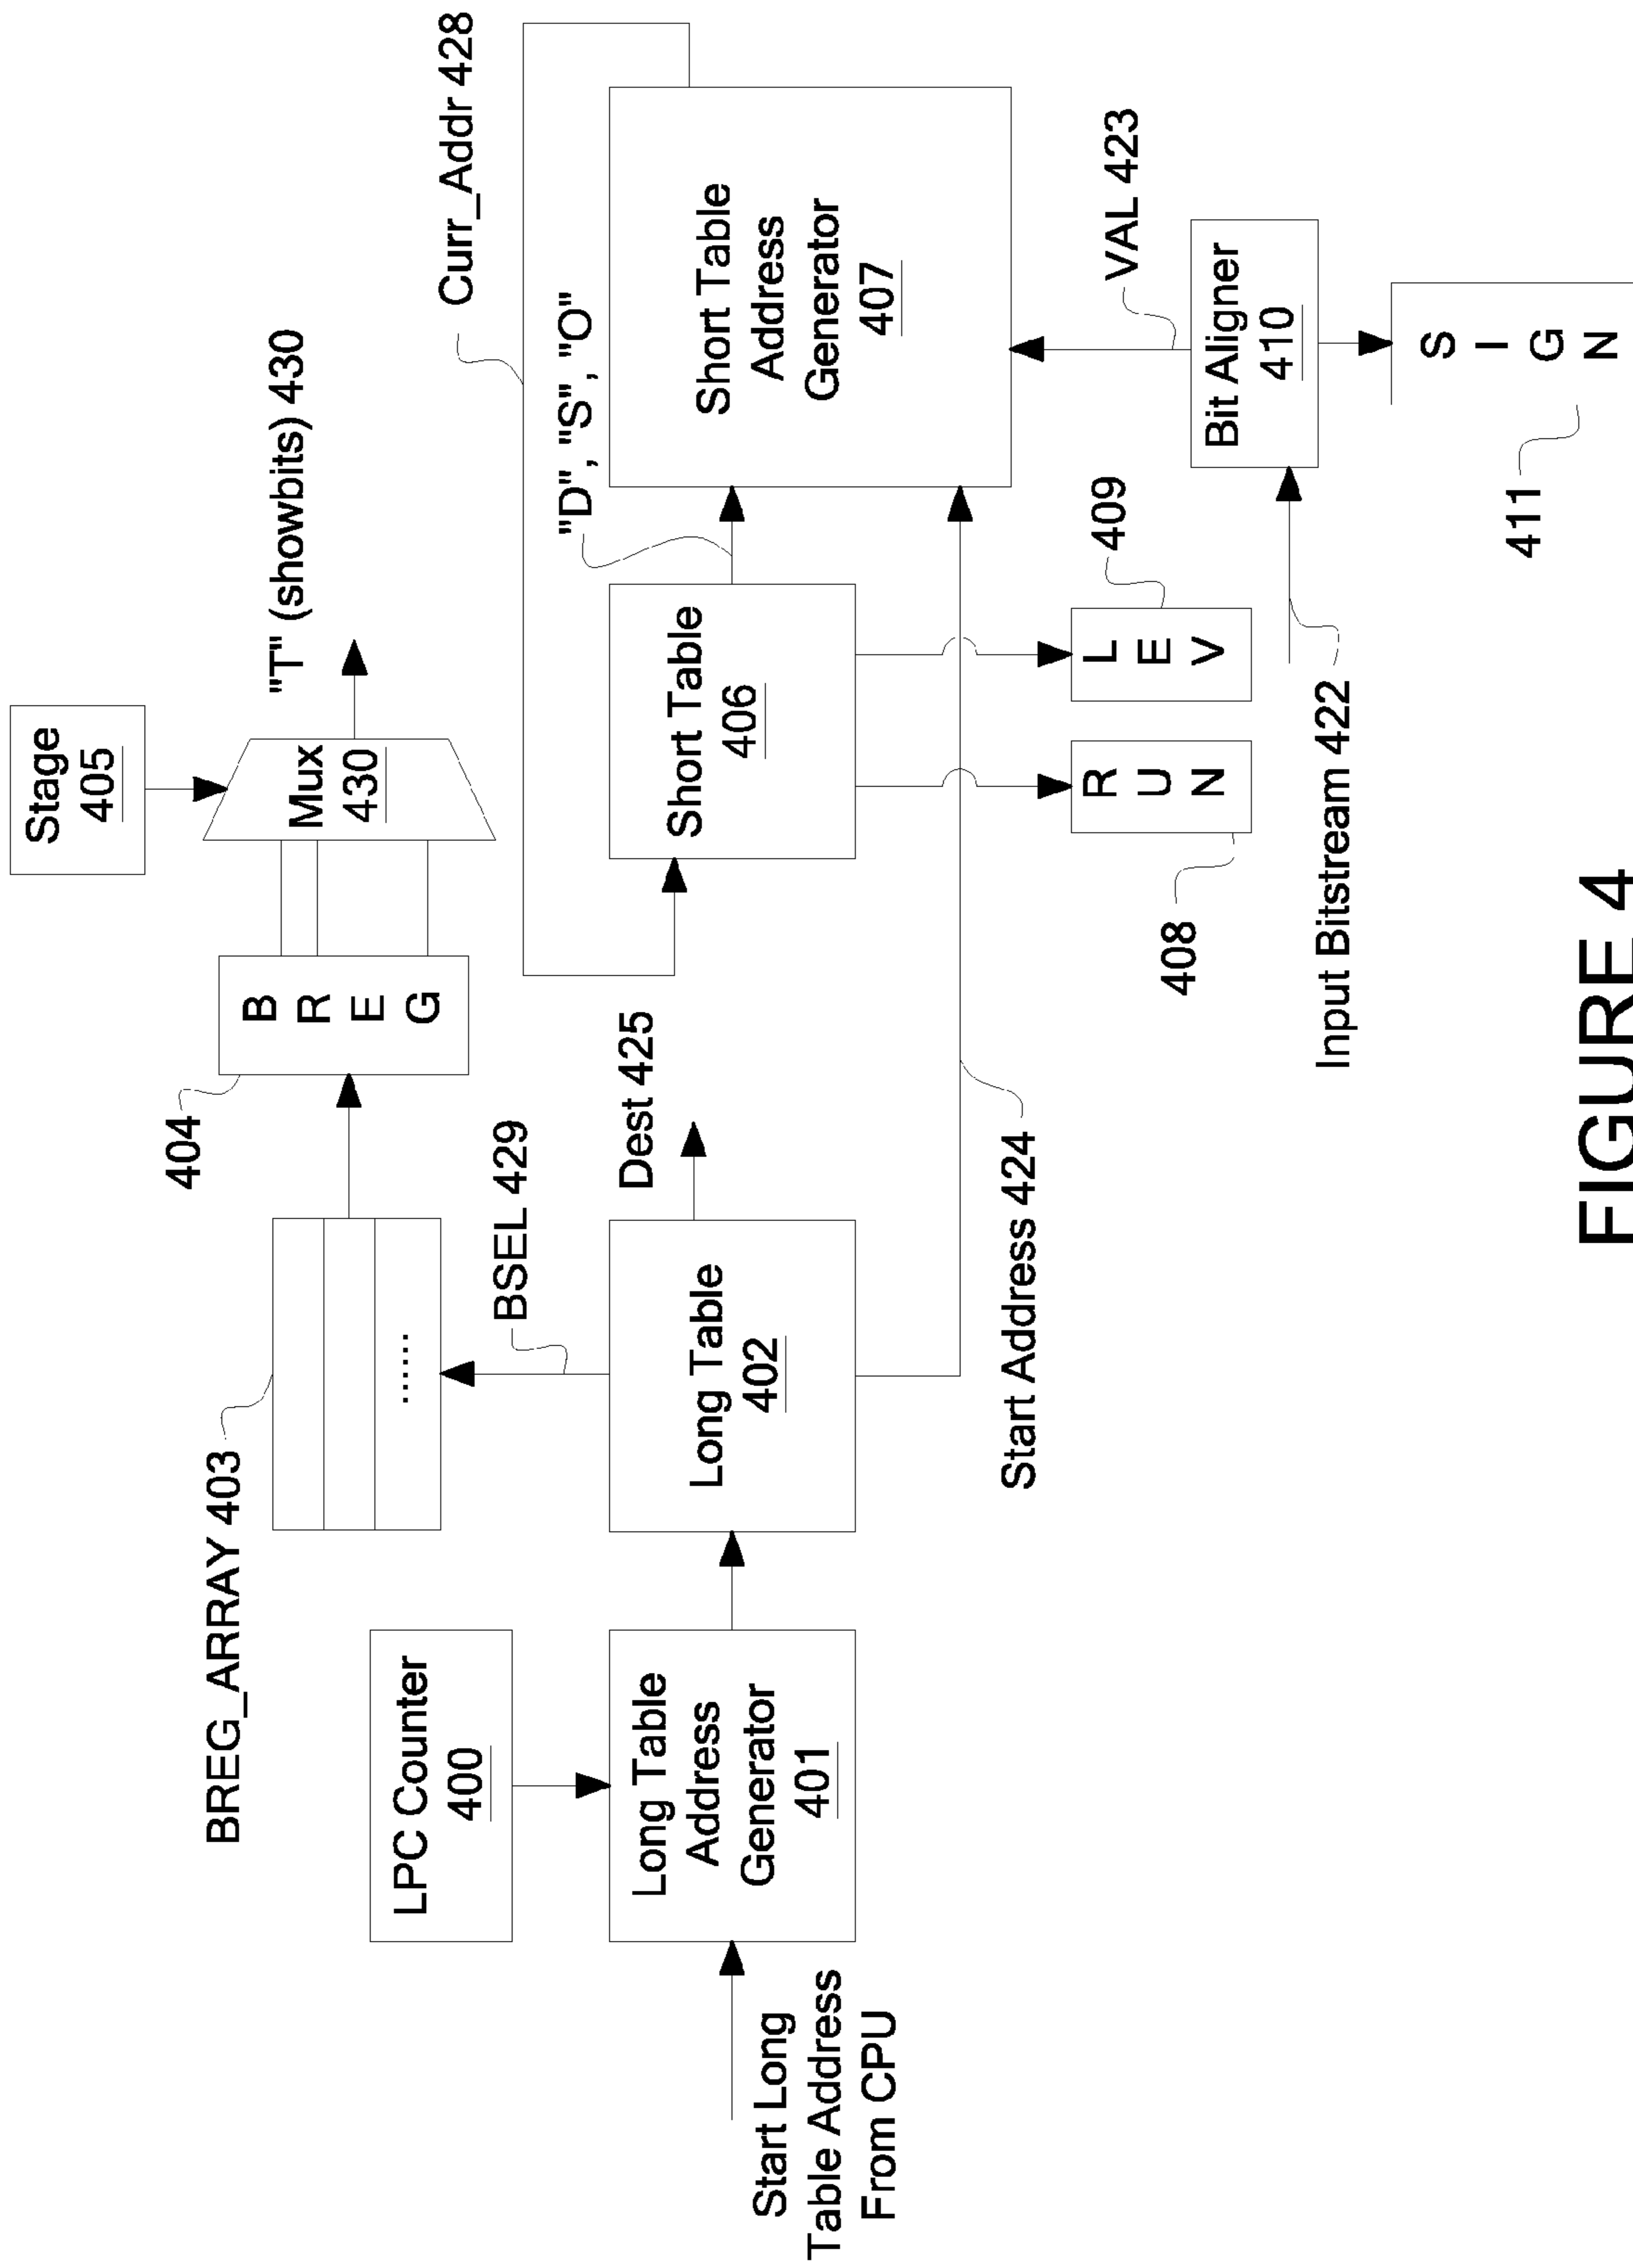 Stage
405
BREG_ARRAY 403
404
B
R
E
G
Mux
430
"T" (showbits) 430
LPC Counter
400
BSEL 429
Dest 425
Curr_Addr 428
"D", "S", "O"
Start Long
Table Address
From CPU
Long Table
Address
Generator
401
Long Table
402
Short Table
406
Short Table
Address
Generator
407
Start Address 424
408
R
U
N
L
E
V
409
VAL 423
Input Bitstream 422
Bit Aligner
410
411
S
I
G
N
FIGURE 4